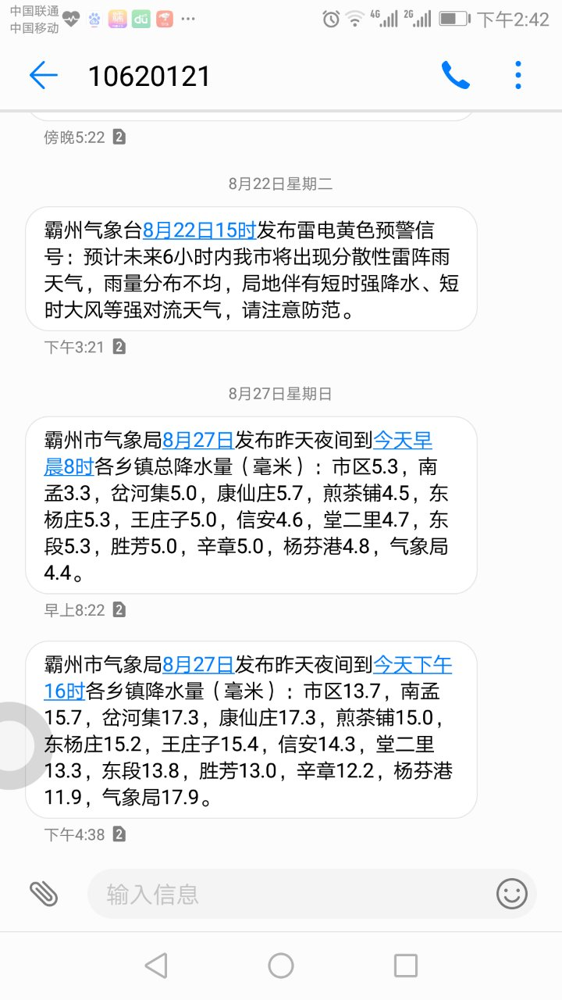 中国联通
中国移动
4G
2G
下午2:42
10620121
傍晚5:22 2
8月22日星期二
霸州气象台8月22日15时发布雷电黄色预警信
号：预计未来6小时内我市将出现分散性雷阵雨
天气，雨量分布不均，局地伴有短时强降水、短
时大风等强对流天气，请注意防范。
下午3:21 2
8月27日星期日
霸州市气象局8月27日发布昨天夜间到今天早
晨8时各乡镇总降水量（毫米）：市区5.3，南
孟3.3，岔河集5.0，康仙庄5.7，煎茶铺4.5，东
杨庄5.3，王庄子5.0，信安4.6，堂二里4.7，东
段5.3，胜芳5.0，辛章5.0，杨芬港4.8，气象局
4.4。
早上8:22 2
霸州市气象局8月27日发布昨天夜间到今天下午
16时各乡镇降水量（毫米）：市区13.7，南孟
15.7，岔河集17.3，康仙庄17.3，煎茶铺15.0，
东杨庄15.2，王庄子15.4，信安14.3，堂二里
13.3，东段13.8，胜芳13.0，辛章12.2，杨芬港
11.9，气象局17.9。
下午4:38 2
输入信息